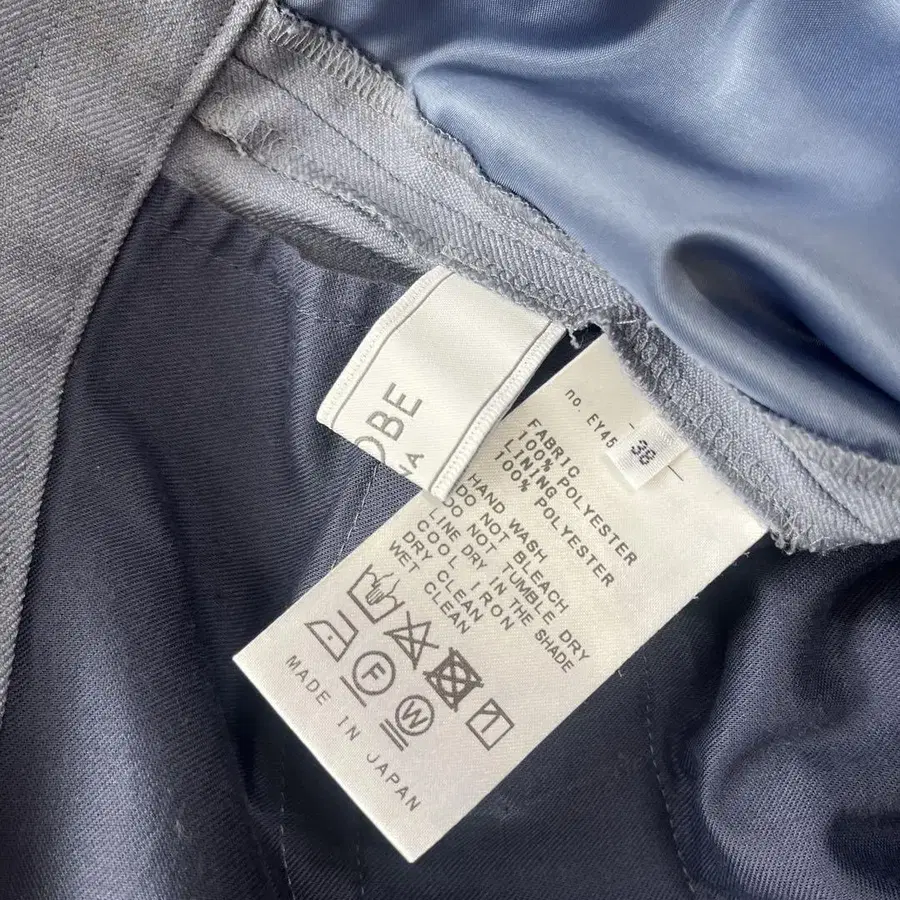 OBE
NA
no. EY45
38
FABRIC
100% POLYESTER
LINING
100% POLYESTER
HAND WASH
DO NOT BLEACH
DO NOT TUMBLE DRY
LINE DRY IN THE SHADE
COOL IRON
DRY CLEAN
WET CLEAN
F
W
MADE IN JAPAN